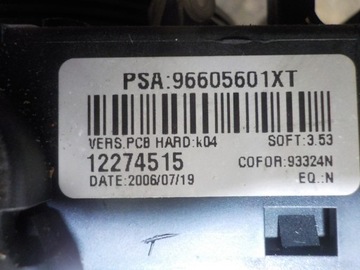 PSA:96605601XT
VERS.PCB HARD:k04 SOFT:3.53
12274515 COFOR:93324N
DATE:2006/07/19 EQ.:N